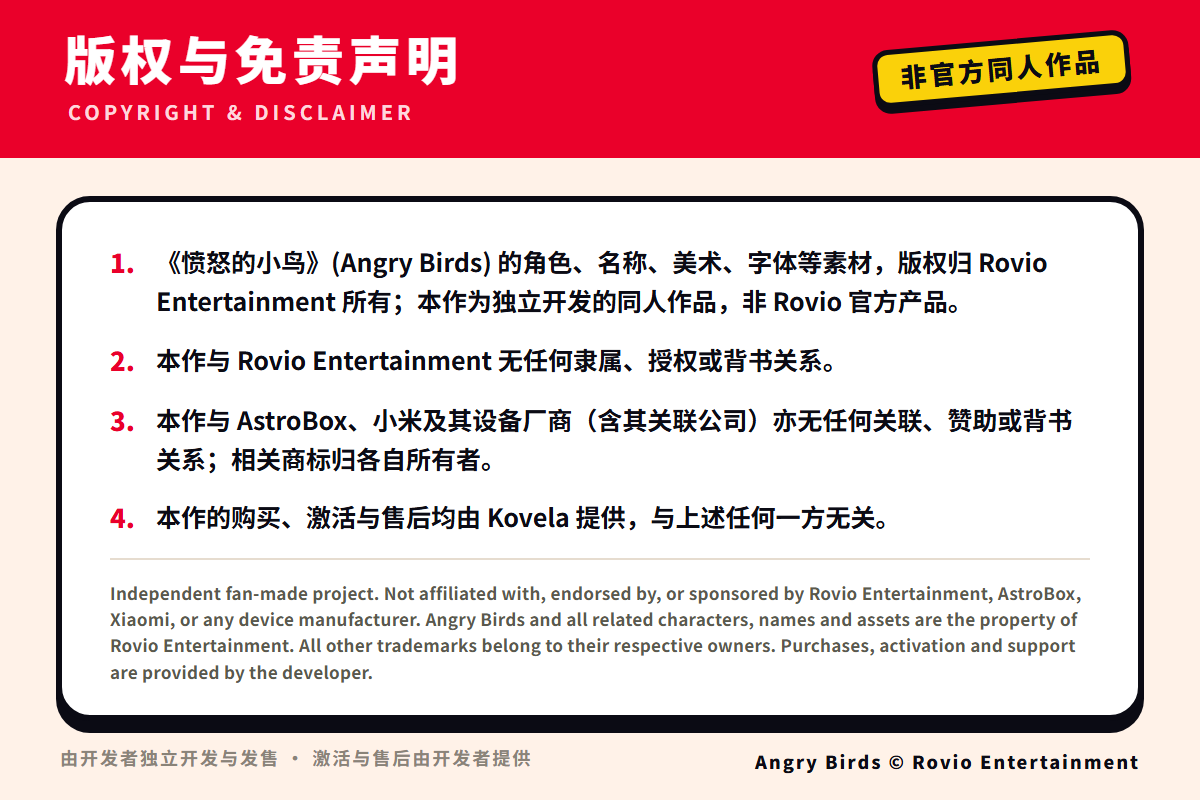 版权与免责声明
COPYRIGHT & DISCLAIMER
非官方同人作品
1. 《愤怒的小鸟》(Angry Birds) 的角色、名称、美术、字体等素材，版权归 Rovio
Entertainment 所有；本作为独立开发的同人作品，非 Rovio 官方产品。
2. 本作与 Rovio Entertainment 无任何隶属、授权或背书关系。
3. 本作与 AstroBox、小米及其设备厂商（含其关联公司）亦无任何关联、赞助或背书
关系；相关商标归各自所有者。
4. 本作的购买、激活与售后均由 Kovela 提供，与上述任何一方无关。
Independent fan-made project. Not affiliated with, endorsed by, or sponsored by Rovio Entertainment, AstroBox,
Xiaomi, or any device manufacturer. Angry Birds and all related characters, names and assets are the property of
Rovio Entertainment. All other trademarks belong to their respective owners. Purchases, activation and support
are provided by the developer.
由开发者独立开发与发售 · 激活与售后由开发者提供
Angry Birds © Rovio Entertainment